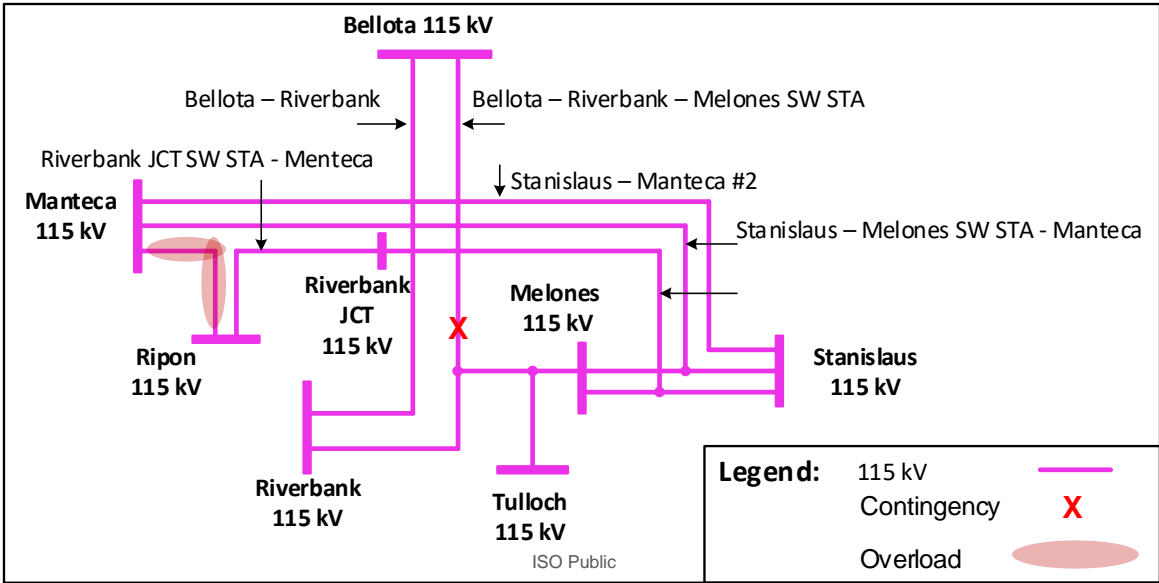 Bellota 115 kV
Bellota – Riverbank
Bellota – Riverbank – Melones SW STA
Riverbank JCT SW STA - Menteca
Stanislaus – Manteca #2
Manteca
115 kV
Stanislaus – Melones SW STA - Manteca
Riverbank
JCT
115 kV
Melones
115 kV
X
Ripon
115 kV
Stanislaus
115 kV
Riverbank
115 kV
Tulloch
115 kV
ISO Public
Legend:
115 kV
Contingency
X
Overload